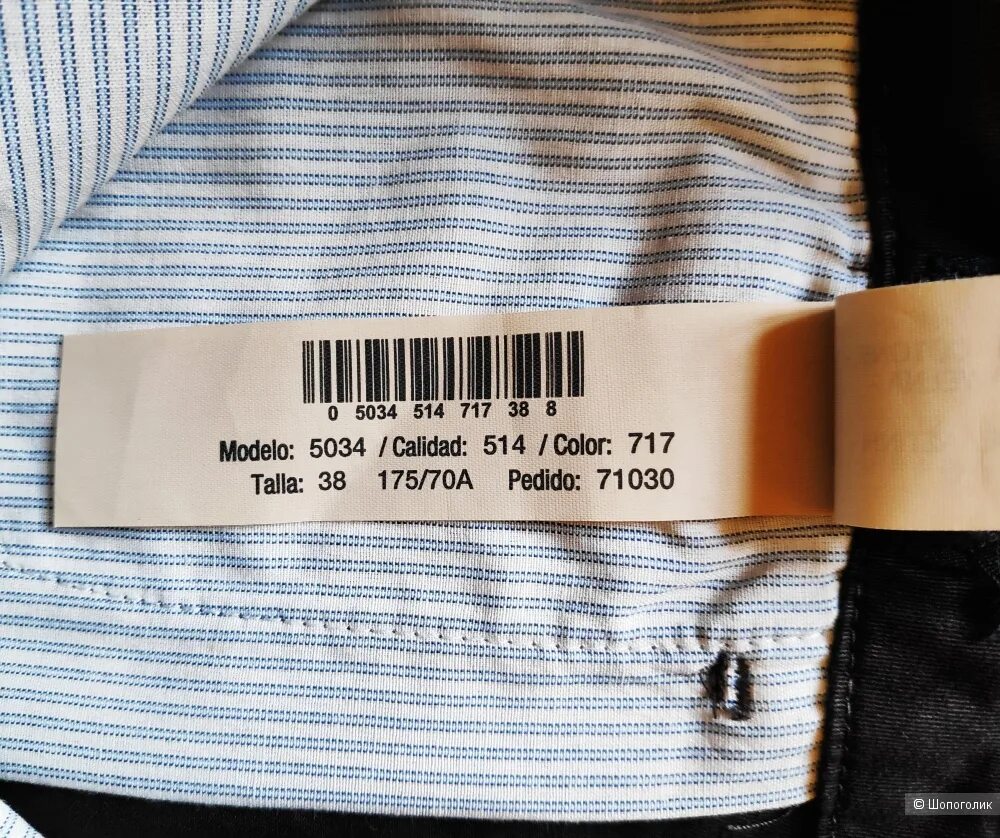 0 5034 514 717 38 8
Modelo: 5034 / Calidad: 514 / Color: 717
Talla: 38 175/70A Pedido: 71030
© Шопоголик